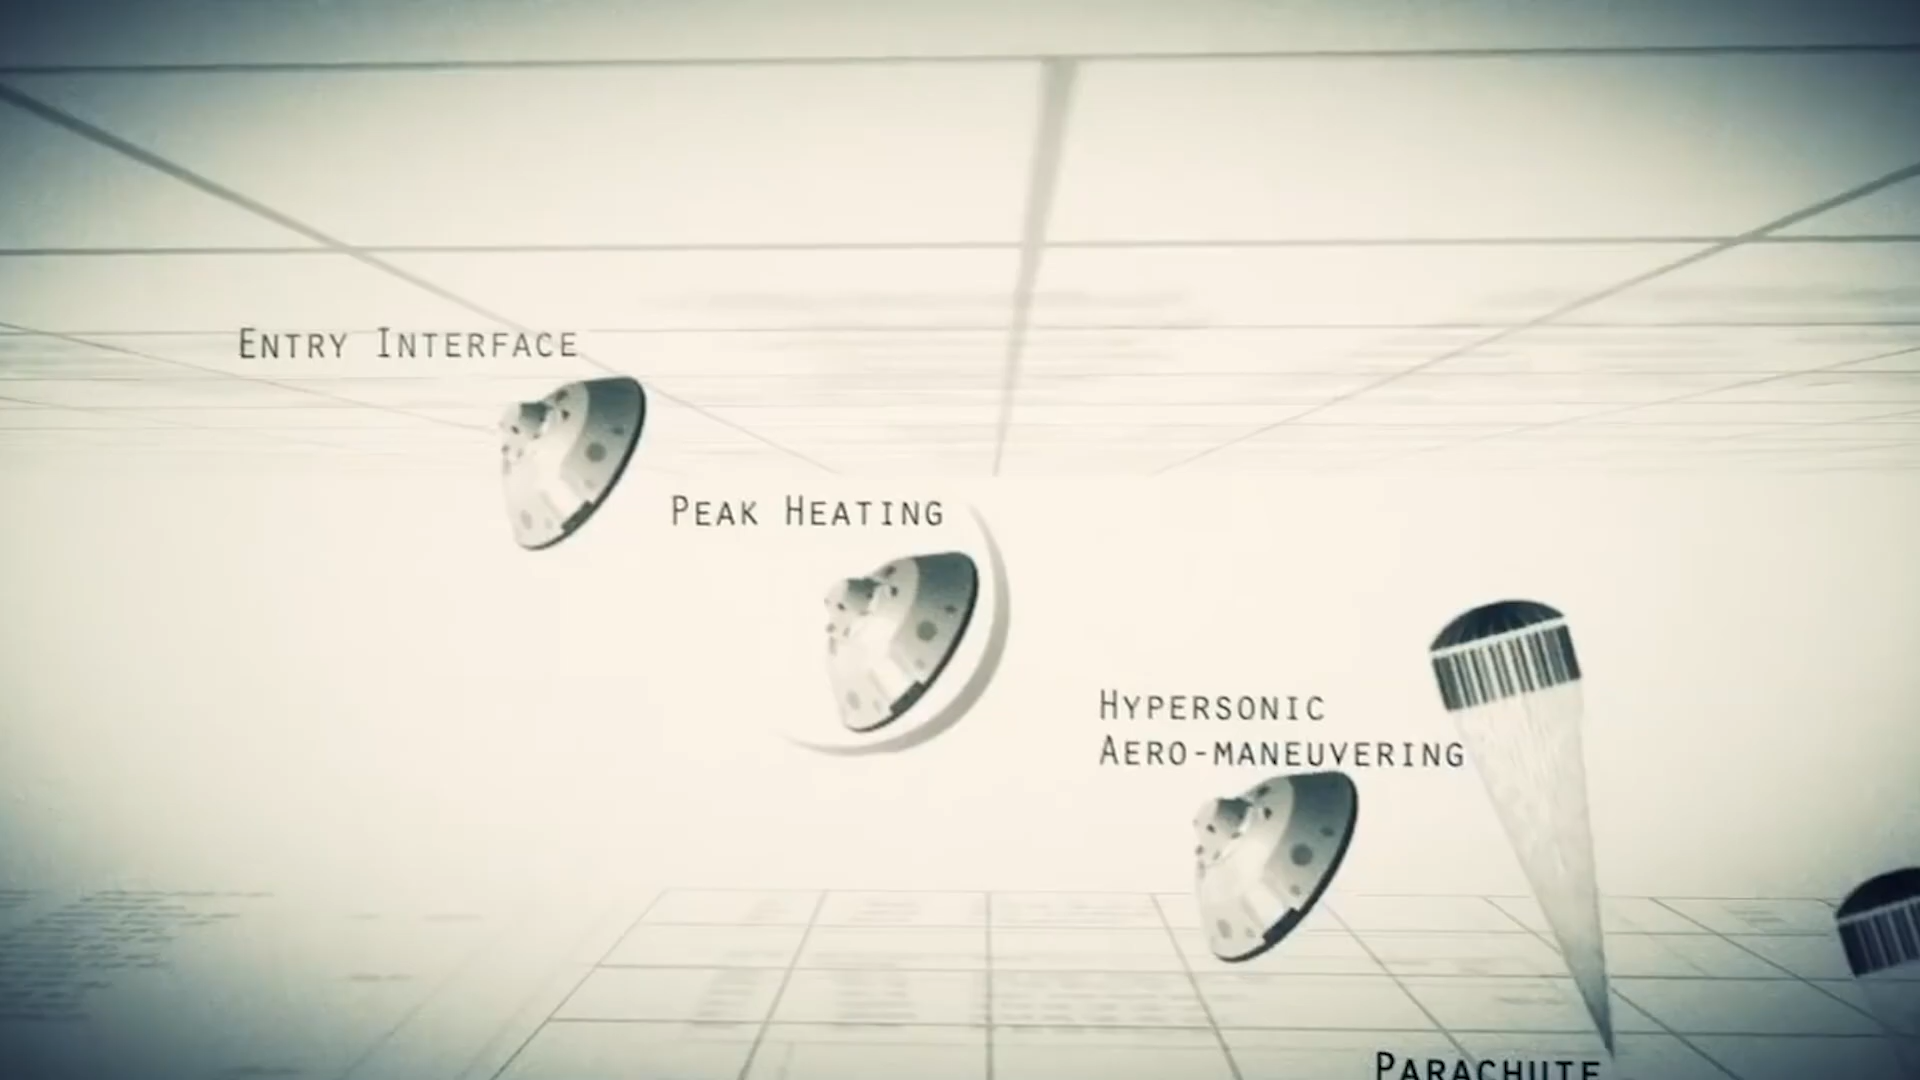 Entry Interface
Peak Heating
Hypersonic
Aero-maneuvering
Parachute